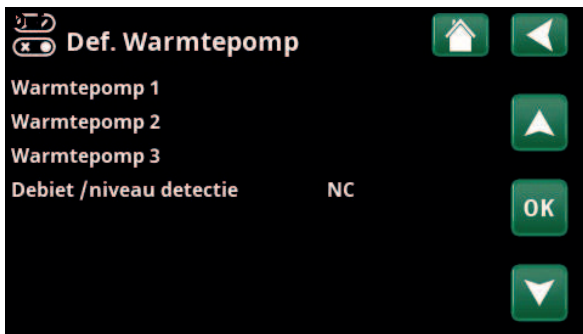 Def. Warmtepomp
Warmtepomp 1
Warmtepomp 2
Warmtepomp 3
Debiet /niveau detectie NC
OK